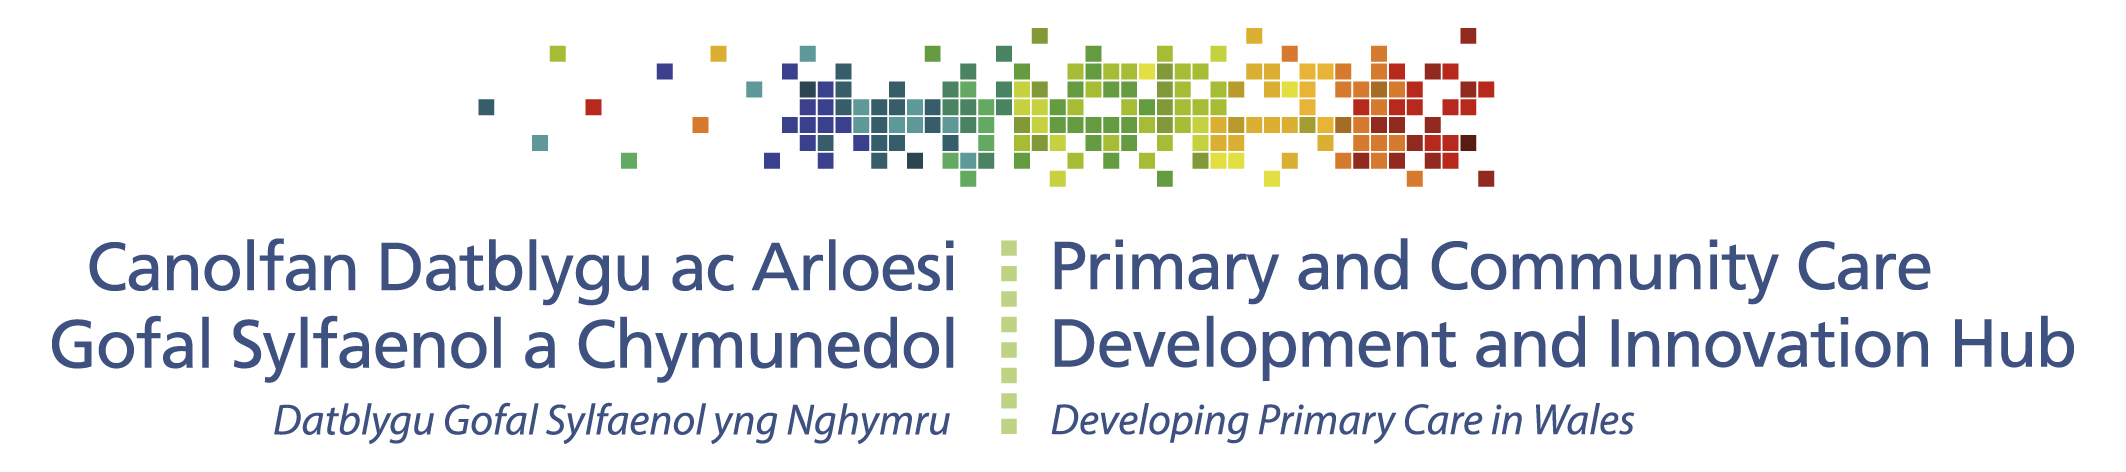 Canolfan Datblygu ac Arloesi
Gofal Sylfaenol a Chymunedol
Datblygu Gofal Sylfaenol yng Nghymru
Primary and Community Care
Development and Innovation Hub
Developing Primary Care in Wales